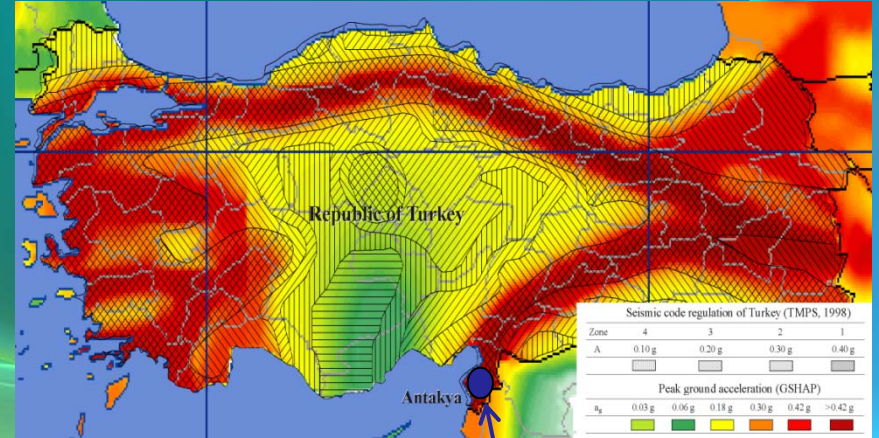 Republic of Turkey
Antakya
Seismic code regulation of Turkey (TMPS, 1998)
Zone 4 3 2 1
A 0.10 g 0.20 g 0.30 g 0.40 g
Peak ground acceleration (GSHAP)
ag 0.03 g 0.06 g 0.18 g 0.30 g 0.42 g >0.42 g